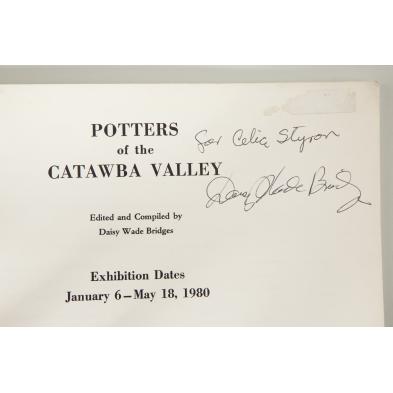 POTTERS
of the
CATAWBA VALLEY
for Celia Styron
Daisy Wade Bridges
Edited and Compiled by
Daisy Wade Bridges
Exhibition Dates
January 6—May 18, 1980